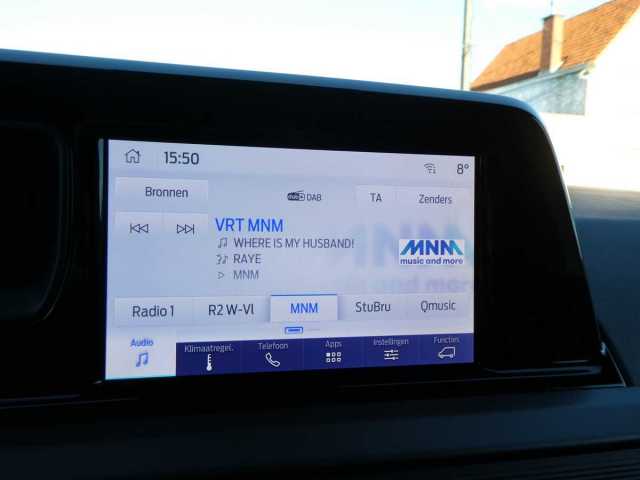 15:50
8°
Bronnen
DAB
TA
Zenders
VRT MNM
WHERE IS MY HUSBAND!
RAYE
MNM
MNM
music and more
Radio 1
R2 W-Vl
MNM
StuBru
Qmusic
Audio
Klimaatregel.
Telefoon
Apps
Instellingen
Functies